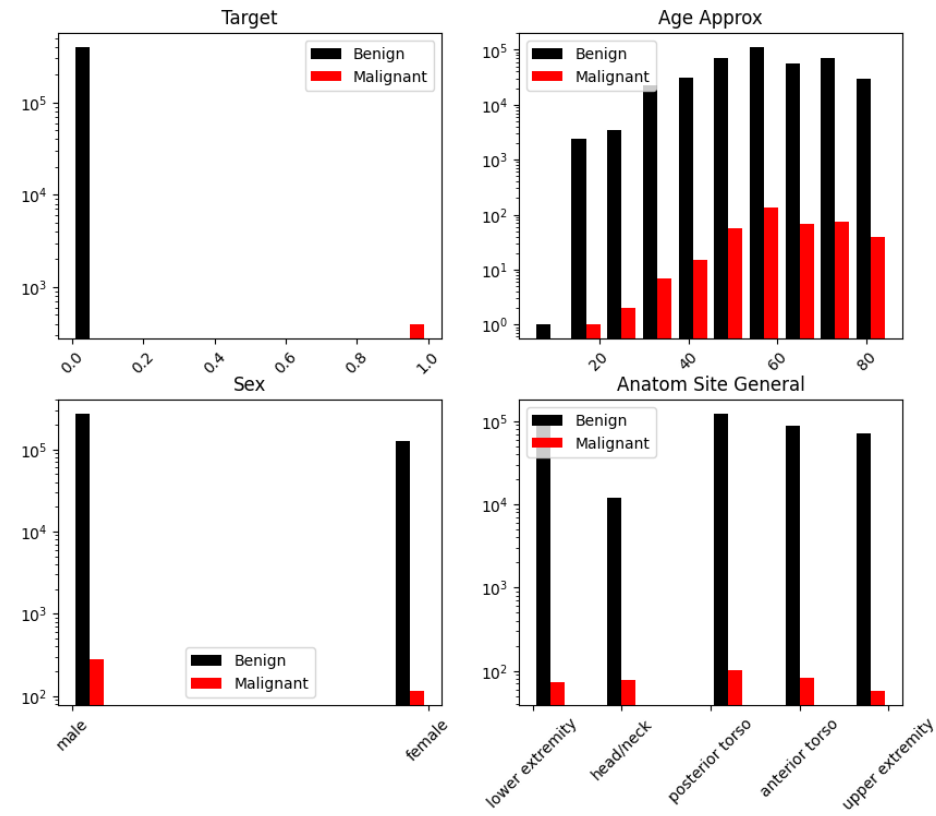 Target
Benign
Malignant
10^5
10^4
10^3
0.0 0.2 0.4 0.6 0.8 1.0
Age Approx
Benign
Malignant
10^5
10^4
10^3
10^2
10^1
10^0
20 40 60 80
Sex
10^5
10^4
10^3
10^2
Benign
Malignant
male female
Anatom Site General
Benign
Malignant
10^5
10^4
10^3
10^2
lower extremity head/neck posterior torso anterior torso upper extremity